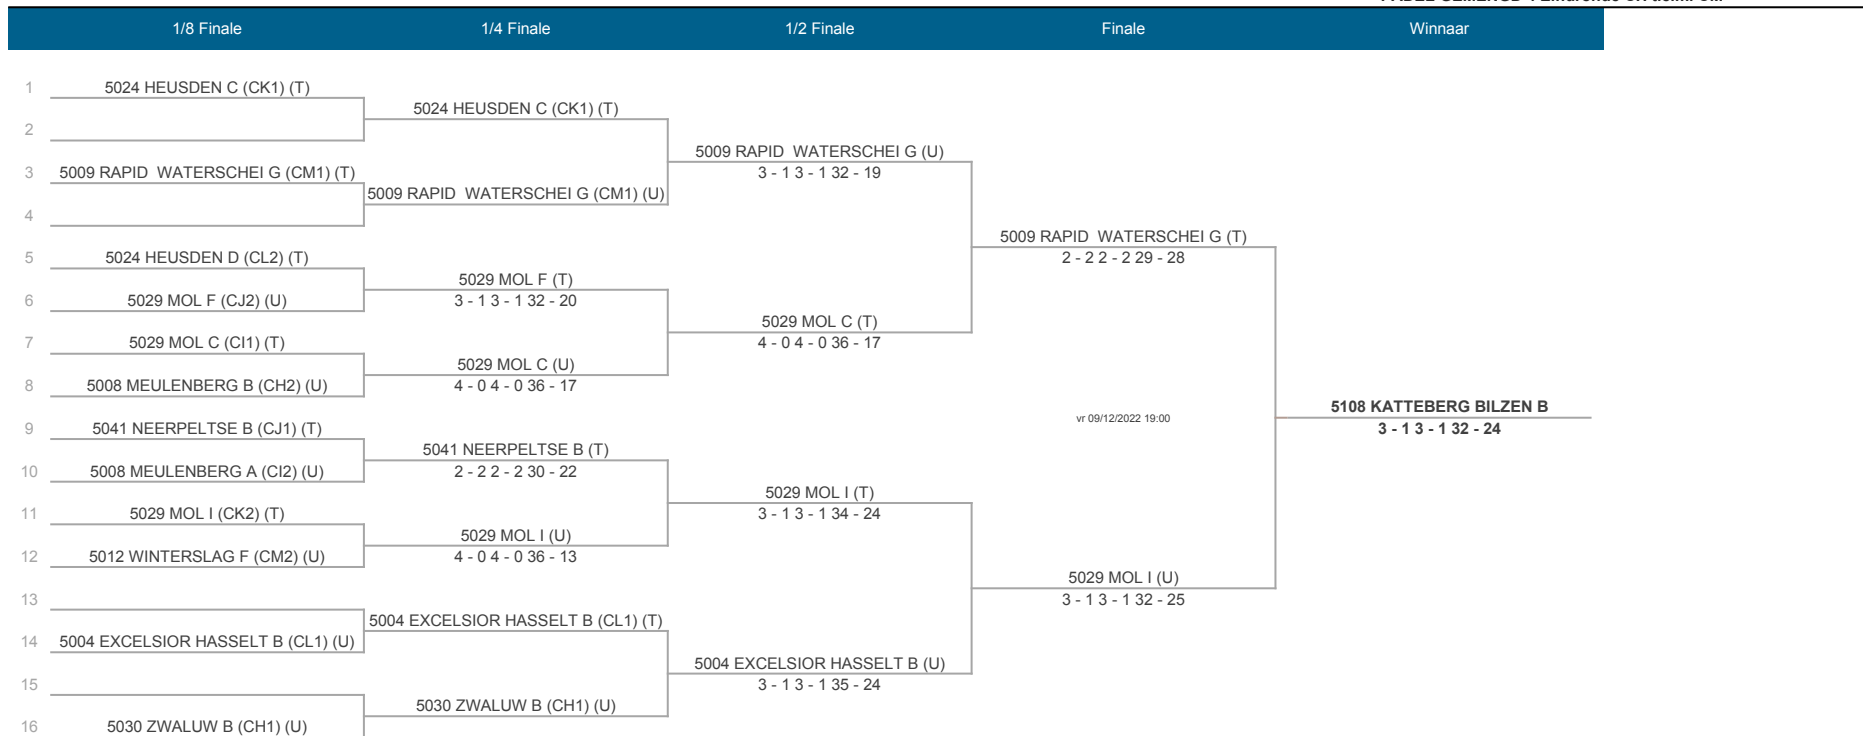 1/8 Finale 1/4 Finale 1/2 Finale Finale Winnaar
1 5024 HEUSDEN C (CK1) (T)
5024 HEUSDEN C (CK1) (T)
2
5009 RAPID WATERSCHEI G (U)
3 5009 RAPID WATERSCHEI G (CM1) (T)
3 - 1 3 - 1 32 - 19
5009 RAPID WATERSCHEI G (CM1) (U)
4
5009 RAPID WATERSCHEI G (T)
5 5024 HEUSDEN D (CL2) (T)
2 - 2 2 - 2 29 - 28
5029 MOL F (T)
6 5029 MOL F (CJ2) (U)
3 - 1 3 - 1 32 - 20
5029 MOL C (T)
7 5029 MOL C (CI1) (T)
4 - 0 4 - 0 36 - 17
5029 MOL C (U)
8 5008 MEULENBERG B (CH2) (U)
4 - 0 4 - 0 36 - 17
5108 KATTEBERG BILZEN B
vr 09/12/2022 19:00
9 5041 NEERPELTSE B (CJ1) (T)
3 - 1 3 - 1 32 - 24
5041 NEERPELTSE B (T)
10 5008 MEULENBERG A (CI2) (U)
2 - 2 2 - 2 30 - 22
5029 MOL I (T)
11 5029 MOL I (CK2) (T)
3 - 1 3 - 1 34 - 24
5029 MOL I (U)
12 5012 WINTERSLAG F (CM2) (U)
4 - 0 4 - 0 36 - 13
5029 MOL I (U)
13
3 - 1 3 - 1 32 - 25
5004 EXCELSIOR HASSELT B (CL1) (T)
14 5004 EXCELSIOR HASSELT B (CL1) (U)
5004 EXCELSIOR HASSELT B (U)
15
3 - 1 3 - 1 35 - 24
5030 ZWALUW B (CH1) (U)
16 5030 ZWALUW B (CH1) (U)